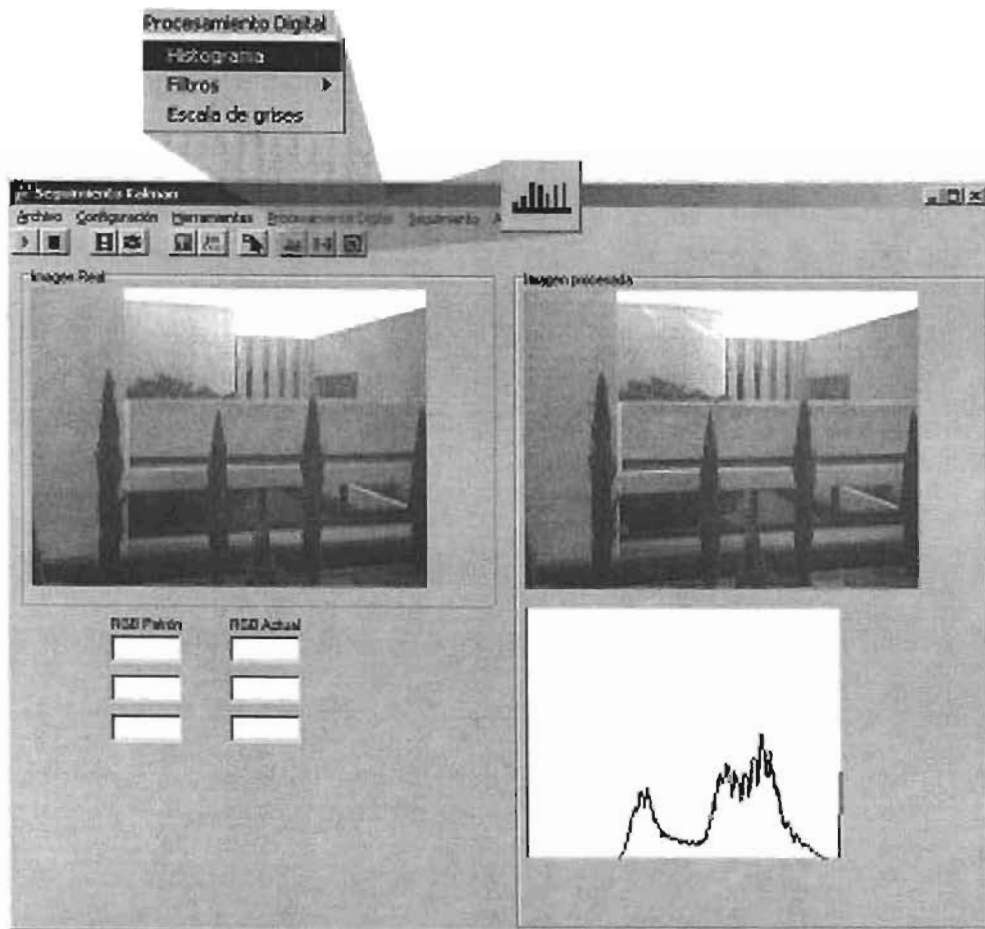 Procesamiento Digital
Histograma
Filtros
Escala de grises
Seguimiento Kalman
Archivo Configuración Herramientas Procesamiento Digital Seguimiento A
Imagen Real
Imagen procesada
RGB Patrón RGB Actual